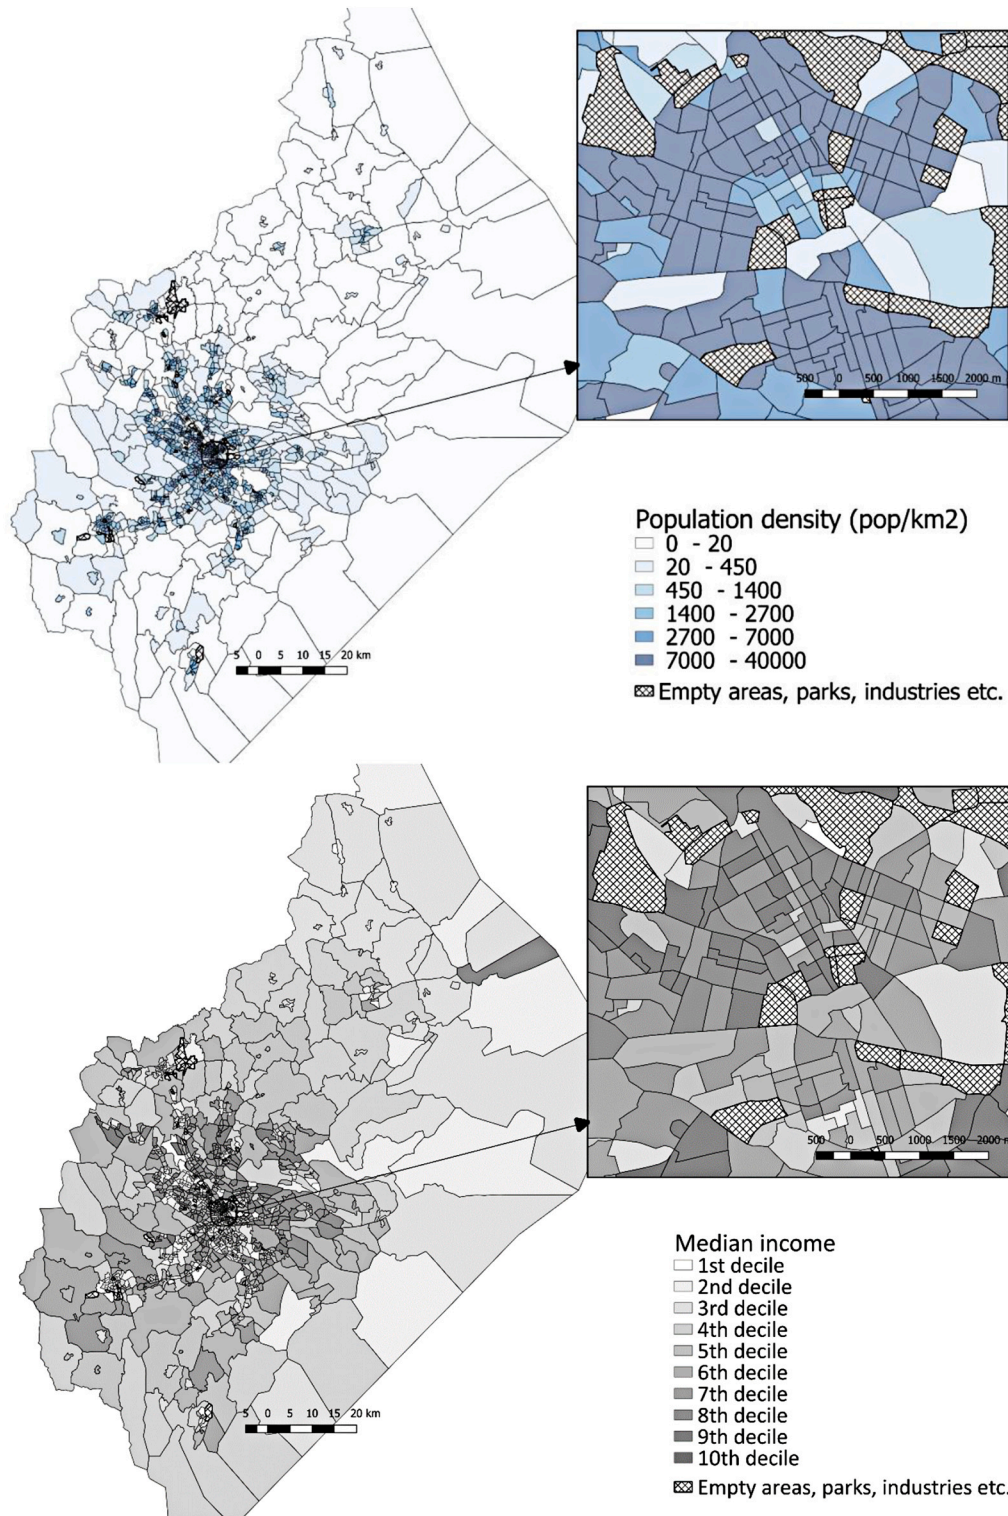 500 0 500 1000 1500 2000 m
Population density (pop/km2)
0 - 20
20 - 450
450 - 1400
1400 - 2700
2700 - 7000
7000 - 40000
Empty areas, parks, industries etc.
5 0 5 10 15 20 km
500 0 500 1000 1500 2000 m
Median income
1st decile
2nd decile
3rd decile
4th decile
5th decile
6th decile
7th decile
8th decile
9th decile
10th decile
Empty areas, parks, industries etc.
5 0 5 10 15 20 km